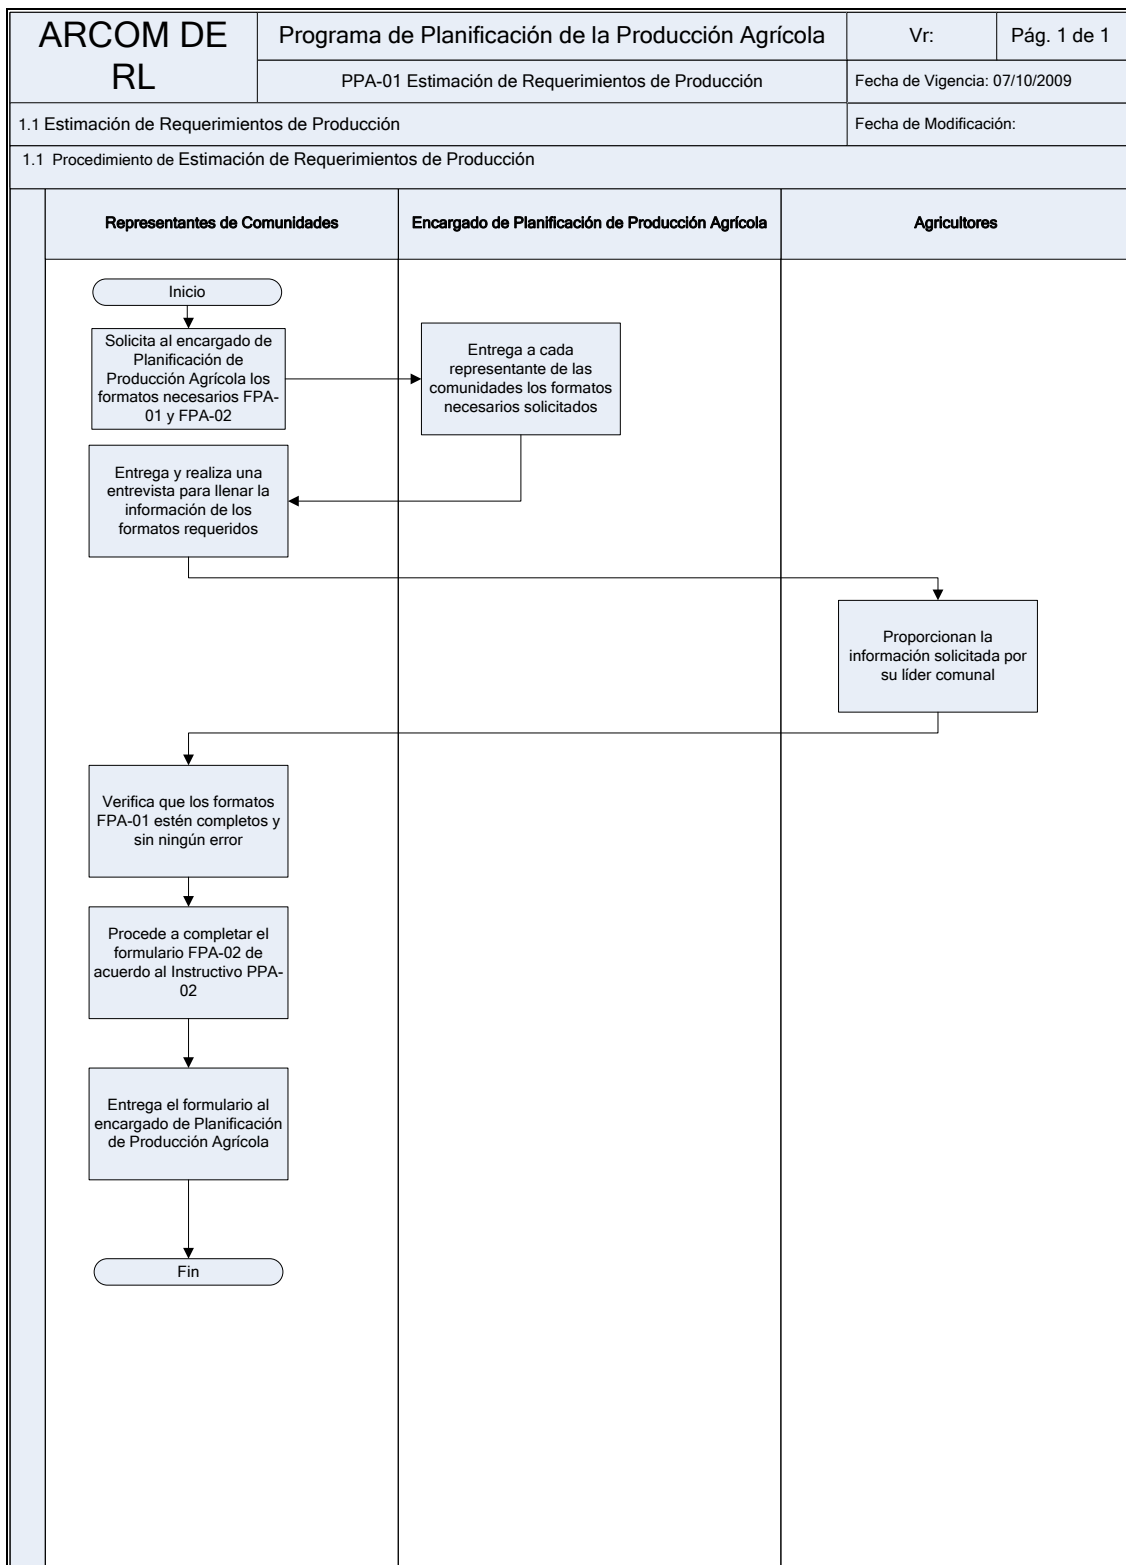 ARCOM DE
RL
Programa de Planificación de la Producción Agrícola
Vr:
Pág. 1 de 1
PPA-01 Estimación de Requerimientos de Producción
Fecha de Vigencia: 07/10/2009
1.1 Estimación de Requerimientos de Producción
Fecha de Modificación:
1.1 Procedimiento de Estimación de Requerimientos de Producción
Representantes de Comunidades
Encargado de Planificación de Producción Agrícola
Agricultores
Inicio
Solicita al encargado de
Planificación de
Producción Agrícola los
formatos necesarios FPA-
01 y FPA-02
Entrega a cada
representante de las
comunidades los formatos
necesarios solicitados
Entrega y realiza una
entrevista para llenar la
información de los
formatos requeridos
Proporcionan la
información solicitada por
su líder comunal
Verifica que los formatos
FPA-01 estén completos y
sin ningún error
Procede a completar el
formulario FPA-02 de
acuerdo al Instructivo PPA-
02
Entrega el formulario al
encargado de Planificación
de Producción Agrícola
Fin